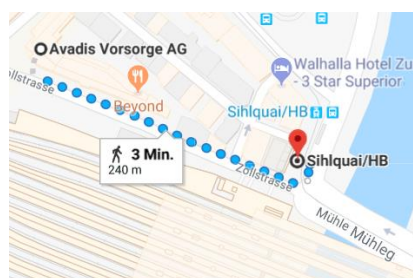 Avadis Vorsorge AG
Zollstrasse
Beyond
Walhalla Hotel Zu
- 3 Star Superior
Sihlquai/HB
3 Min.
240 m
Sihlquai/HB
Zollstrasse
Mühle Mühleg